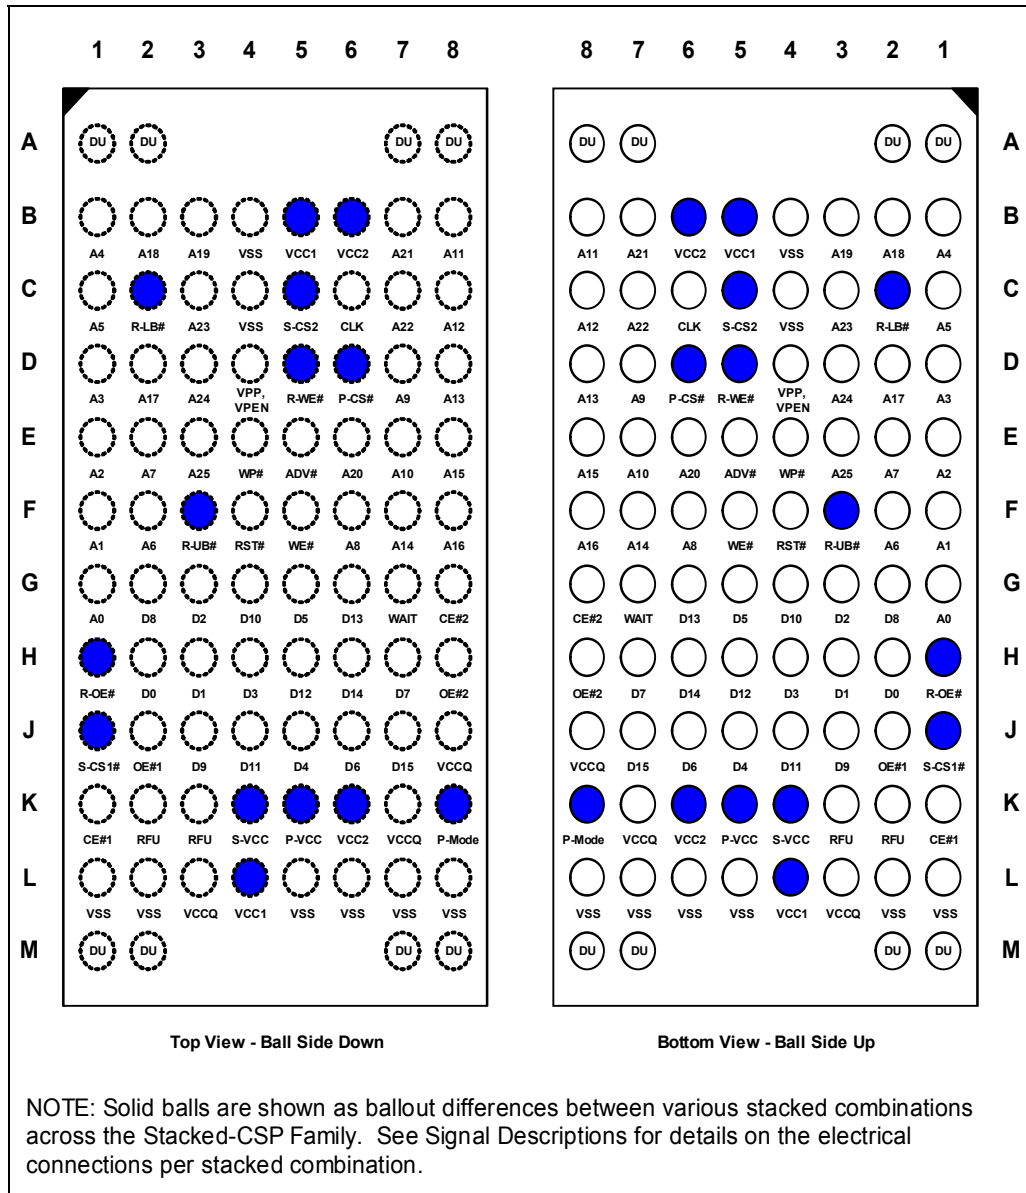 1 2 3 4 5 6 7 8 8 7 6 5 4 3 2 1
A DU DU DU DU DU DU DU DU A
B B
A4 A18 A19 VSS VCC1 VCC2 A21 A11 A11 A21 VCC2 VCC1 VSS A19 A18 A4
C C
A5 R-LB# A23 VSS S-CS2 CLK A22 A12 A12 A22 CLK S-CS2 VSS A23 R-LB# A5
D D
A3 A17 A24 VPP, VPEN R-WE# P-CS# A9 A13 A13 A9 P-CS# R-WE# VPP, VPEN A24 A17 A3
E E
A2 A7 A25 WP# ADV# A20 A10 A15 A15 A10 A20 ADV# WP# A25 A7 A2
F F
A1 A6 R-UB# RST# WE# A8 A14 A16 A16 A14 A8 WE# RST# R-UB# A6 A1
G G
A0 D8 D2 D10 D5 D13 WAIT CE#2 CE#2 WAIT D13 D5 D10 D2 D8 A0
H H
R-OE# D0 D1 D3 D12 D14 D7 OE#2 OE#2 D7 D14 D12 D3 D1 D0 R-OE#
J J
S-CS1# OE#1 D9 D11 D4 D6 D15 VCCQ VCCQ D15 D6 D4 D11 D9 OE#1 S-CS1#
K K
CE#1 RFU RFU S-VCC P-VCC VCC2 VCCQ P-Mode P-Mode VCCQ VCC2 P-VCC S-VCC RFU RFU CE#1
L L
VSS VSS VCCQ VCC1 VSS VSS VSS VSS VSS VSS VSS VSS VCC1 VCCQ VSS VSS
M DU DU DU DU DU DU DU DU M
Top View - Ball Side Down Bottom View - Ball Side Up
NOTE: Solid balls are shown as ballout differences between various stacked combinations
across the Stacked-CSP Family. See Signal Descriptions for details on the electrical
connections per stacked combination.